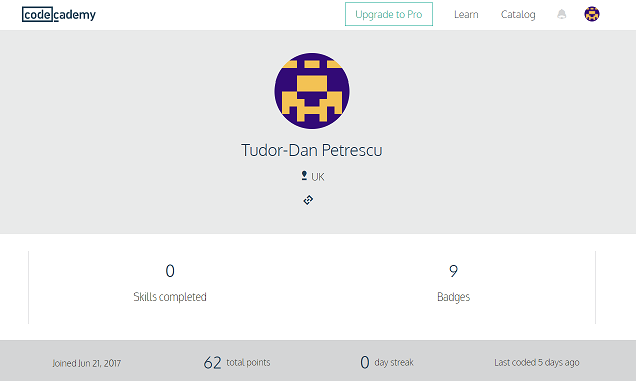 codecademy Upgrade to Pro Learn Catalog
Tudor-Dan Petrescu
UK
0 9
Skills completed Badges
Joined Jun 21, 2017 62 total points 0 day streak Last coded 5 days ago